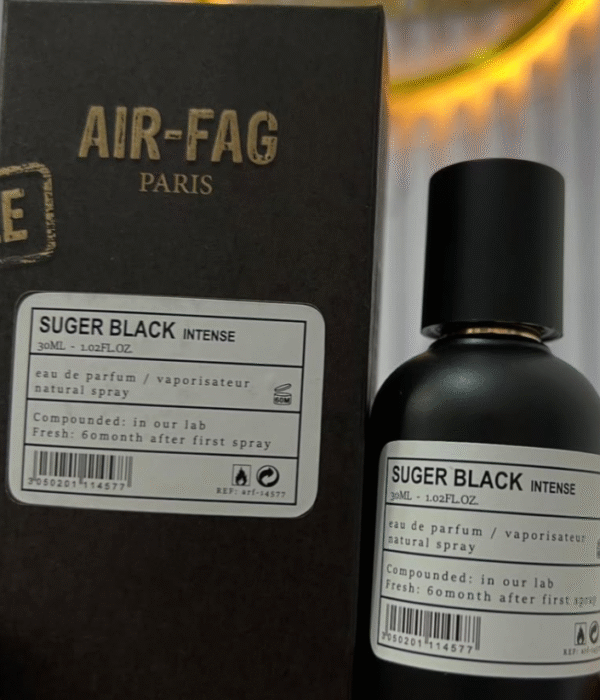 AIR-FAG
PARIS
E
SUGER BLACK INTENSE
30ML - 1.02FL.OZ.
eau de parfum / vaporisateur
natural spray
60M
Compounded: in our lab
Fresh: 60month after first spray
3050201114577
REF: arf-14577
SUGER BLACK INTENSE
30ML - 1.02FL.OZ.
eau de parfum / vaporisateur
natural spray
Compounded: in our lab
Fresh: 60month after first spray
3050201114577
REF: